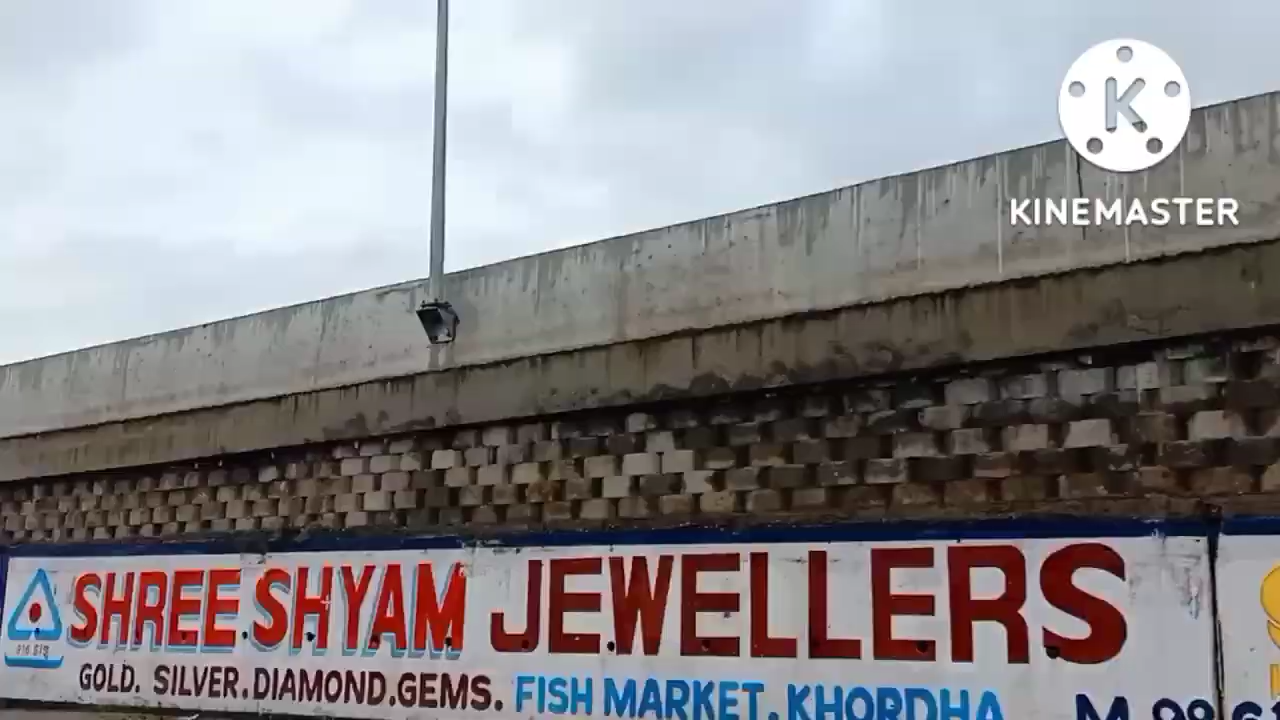 KINEMASTER
SHREE SHYAM JEWELLERS
GOLD. SILVER. DIAMOND. GEMS. FISH MARKET. KHORDHA